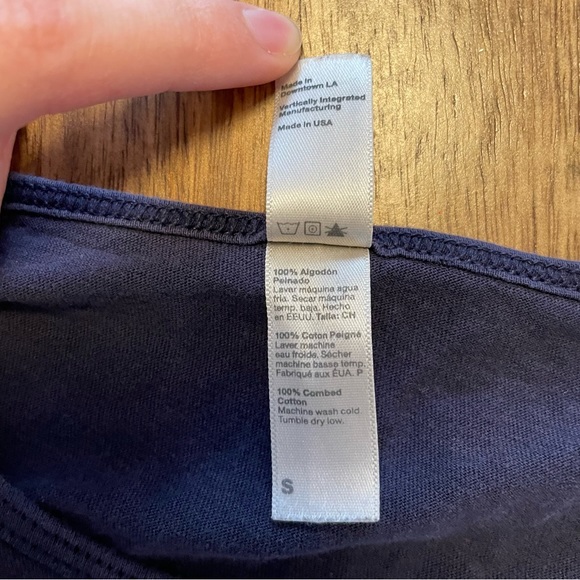 Made in
Downtown LA
Vertically Integrated
Manufacturing
Made in USA
100% Algodón
Peinado
Lavar máquina agua
fría. Secar máquina
temp. baja. Hecho
en EEUU. Talla: CH
100% Coton Peigné
Laver machine
eau froide. Sécher
machine basse temp.
Fabriqué aux ÉUA. P
100% Combed
Cotton
Machine wash cold.
Tumble dry low.
S